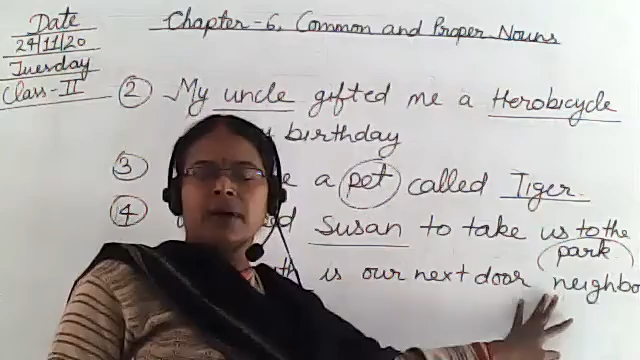 Date
24/11/20
Tuesday
Class-II
Chapter-6. Common and Proper Nouns
② My uncle gifted me a Herobicycle
birthday
③ a pet called Tiger.
④ Susan to take us to the
park
is our next door neighbo